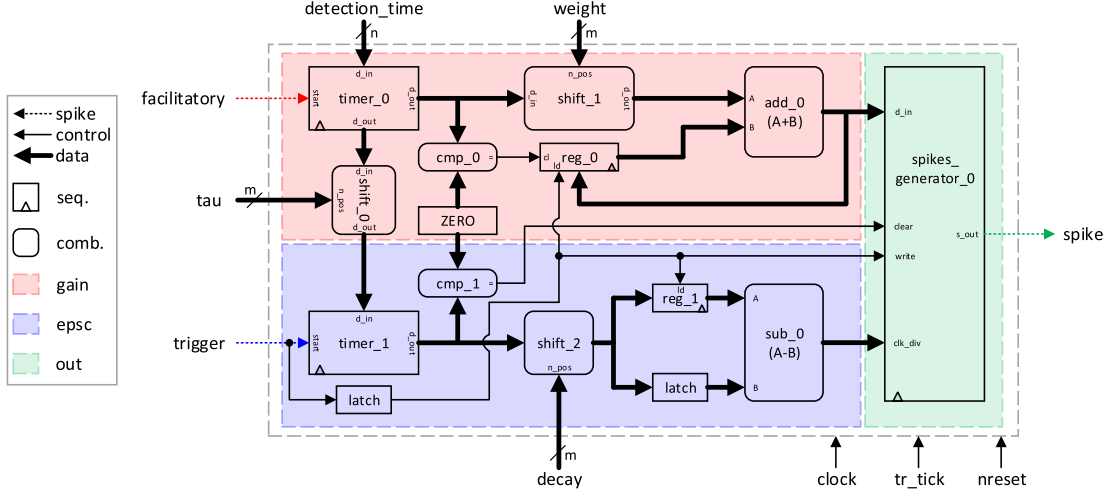 detection_time
weight
n
m
d_in
n_pos
facilitatory
start
timer_0
d_out
d_out
d_in
shift_1
d_out
A
B
add_0
(A+B)
d_in
spike
control
data
seq.
comb.
gain
epsc
out
cmp_0
=
cl
ld
reg_0
spikes_
generator_0
tau
m
d_in
n_pos
shift_0
d_out
ZERO
clear
write
s_out
spike
cmp_1
=
ld
reg_1
trigger
d_in
start
timer_1
d_out
shift_2
n_pos
A
sub_0
(A-B)
B
clk_div
latch
latch
m
decay
clock
tr_tick
nreset